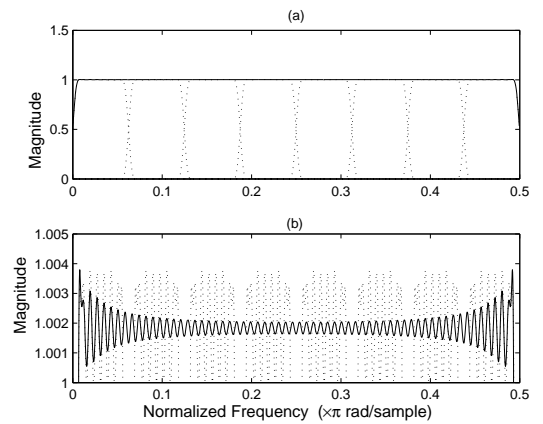 (a)
1.5
1
0.5
0
Magnitude
0 0.1 0.2 0.3 0.4 0.5
(b)
1.005
1.004
1.003
1.002
1.001
1
Magnitude
0 0.1 0.2 0.3 0.4 0.5
Normalized Frequency (×π rad/sample)